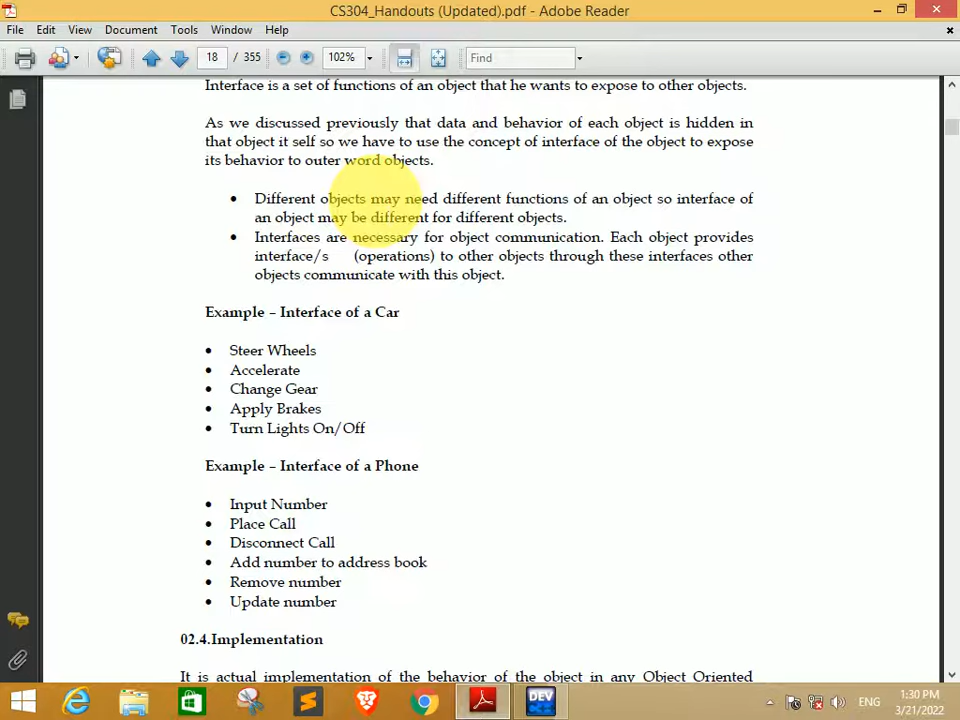 CS304_Handouts (Updated).pdf - Adobe Reader
File Edit View Document Tools Window Help
18 / 355 102% Find
Interface is a set of functions of an object that he wants to expose to other objects.
As we discussed previously that data and behavior of each object is hidden in
that object it self so we have to use the concept of interface of the object to expose
its behavior to outer word objects.
• Different objects may need different functions of an object so interface of
an object may be different for different objects.
• Interfaces are necessary for object communication. Each object provides
interface/s (operations) to other objects through these interfaces other
objects communicate with this object.
Example – Interface of a Car
• Steer Wheels
• Accelerate
• Change Gear
• Apply Brakes
• Turn Lights On/Off
Example – Interface of a Phone
• Input Number
• Place Call
• Disconnect Call
• Add number to address book
• Remove number
• Update number
02.4.Implementation
It is actual implementation of the behavior of the object in any Object Oriented
DEV
ENG
1:30 PM
3/21/2022